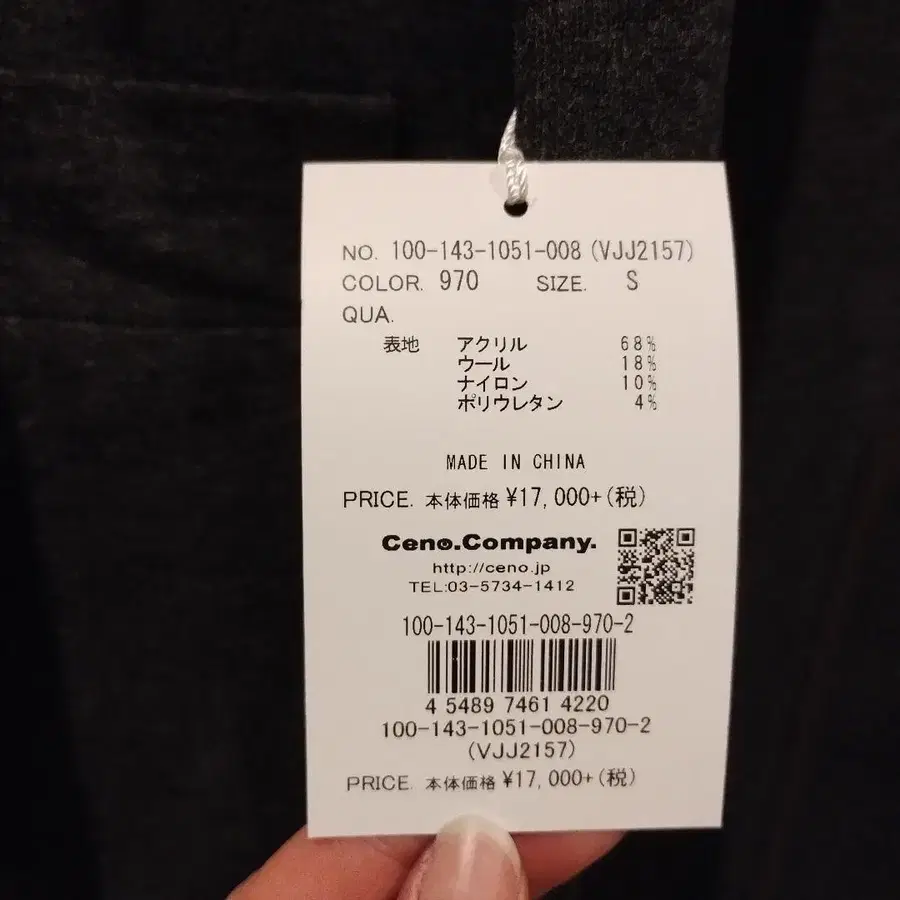 NO. 100-143-1051-008 (VJJ2157)
COLOR. 970 SIZE. S
QUA.
表地 アクリル 68%
ウール 18%
ナイロン 10%
ポリウレタン 4%
MADE IN CHINA
PRICE. 本体価格 ¥17,000+(税)
Ceno.Company.
http://ceno.jp
TEL:03-5734-1412
100-143-1051-008-970-2
4 54897461 4220
100-143-1051-008-970-2
(VJJ2157)
PRICE. 本体価格 ¥17,000+(税)